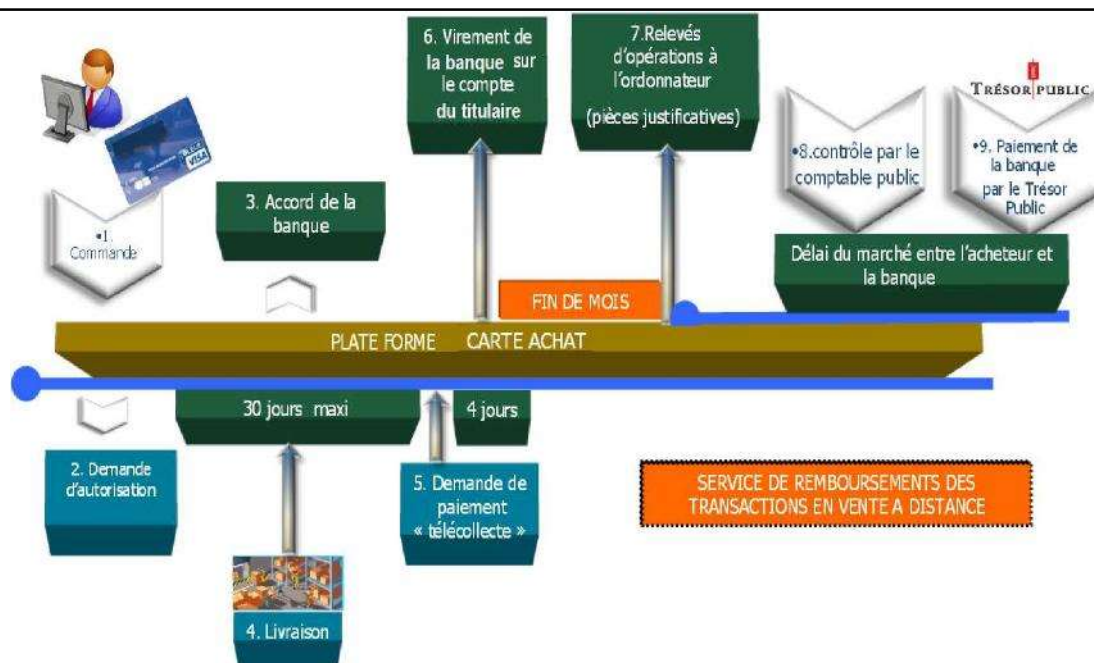 6. Virement de
la banque sur
le compte
du titulaire
7.Relevés
d'opérations à
l'ordonnateur
(pièces justificatives)
TRÉSOR PUBLIC
VISA
•1.
Commande
3. Accord de la
banque
•8.contrôle par le
comptable public
•9. Paiement de
la banque
par le Trésor
Public
Délai du marché entre l'acheteur et
la banque
FIN DE MOIS
PLATE FORME CARTE ACHAT
30 jours maxi
4 jours
2. Demande
d'autorisation
5. Demande de
paiement
« télécollecte »
SERVICE DE REMBOURSEMENTS DES
TRANSACTIONS EN VENTE A DISTANCE
4. Livraison